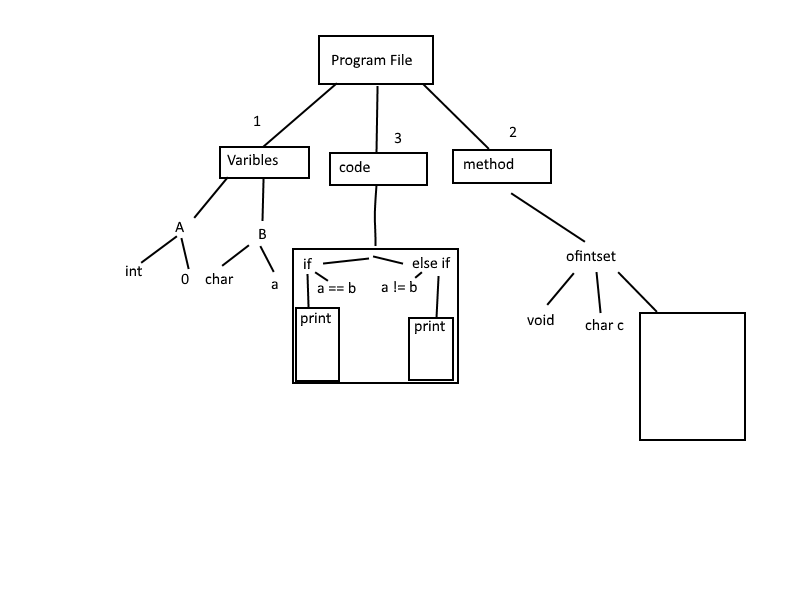 Program File
1
3
2
Varibles
code
method
A
B
int
0
char
a
if
else if
a == b
a != b
print
print
ofintset
void
char c